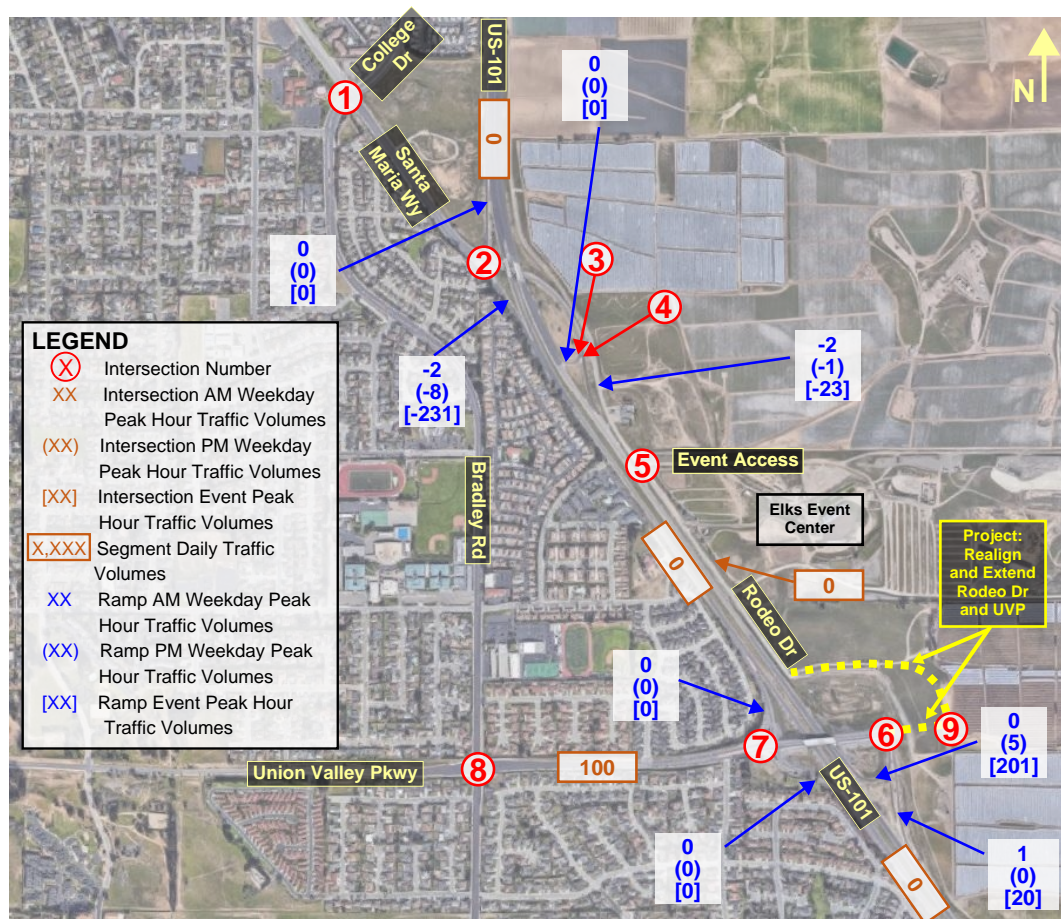 College
Dr
US-101
0
(0)
[0]
N
1
0
Santa
Maria Wy
0
(0)
[0]
2
3
4
LEGEND
X Intersection Number
XX Intersection AM Weekday
Peak Hour Traffic Volumes
(XX) Intersection PM Weekday
Peak Hour Traffic Volumes
[XX] Intersection Event Peak
Hour Traffic Volumes
X,XXX Segment Daily Traffic
Volumes
XX Ramp AM Weekday Peak
Hour Traffic Volumes
(XX) Ramp PM Weekday Peak
Hour Traffic Volumes
[XX] Ramp Event Peak Hour
Traffic Volumes
-2
(-8)
[-231]
-2
(-1)
[-23]
5
Event Access
Bradley Rd
Elks Event
Center
Project:
Realign
and Extend
Rodeo Dr
and UVP
0
0
Rodeo Dr
0
(0)
[0]
6
9
7
0
(5)
[201]
Union Valley Pkwy
8
100
US-101
0
(0)
[0]
1
(0)
[20]
0